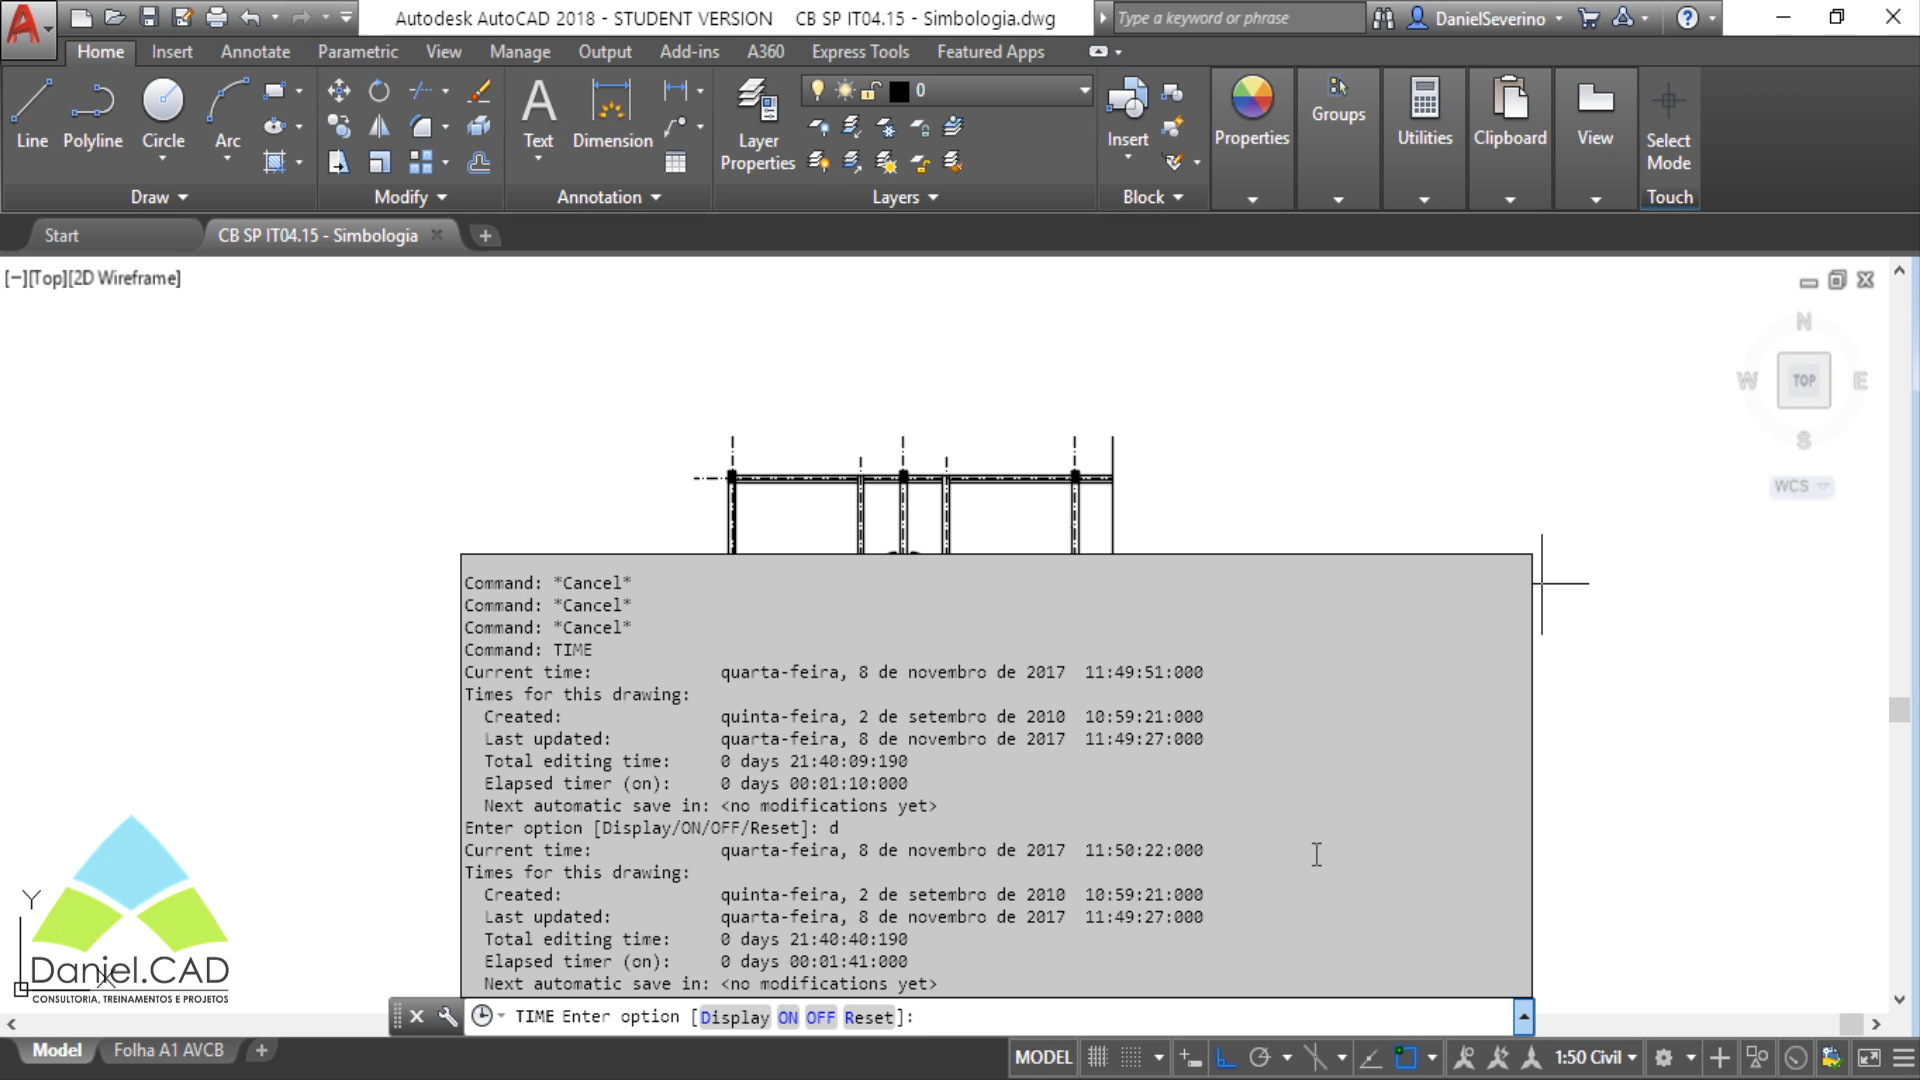 Autodesk AutoCAD 2018 - STUDENT VERSION CB SP IT04.15 - Simbologia.dwg
Type a keyword or phrase
DanielSeverino
Home Insert Annotate Parametric View Manage Output Add-ins A360 Express Tools Featured Apps
0
Line Polyline Circle Arc
Text Dimension
Layer Properties
Insert
Properties
Groups
Utilities
Clipboard
View
Select Mode
Draw Modify Annotation Layers Block Touch
Start
CB SP IT04.15 - Simbologia
[−][Top][2D Wireframe]
N
W TOP E
S
WCS
Command: *Cancel*
Command: *Cancel*
Command: *Cancel*
Command: TIME
Current time: quarta-feira, 8 de novembro de 2017 11:49:51:000
Times for this drawing:
Created: quinta-feira, 2 de setembro de 2010 10:59:21:000
Last updated: quarta-feira, 8 de novembro de 2017 11:49:27:000
Total editing time: 0 days 21:40:09:190
Elapsed timer (on): 0 days 00:01:10:000
Next automatic save in: <no modifications yet>
Enter option [Display/ON/OFF/Reset]: d
Current time: quarta-feira, 8 de novembro de 2017 11:50:22:000
Times for this drawing:
Created: quinta-feira, 2 de setembro de 2010 10:59:21:000
Last updated: quarta-feira, 8 de novembro de 2017 11:49:27:000
Total editing time: 0 days 21:40:40:190
Elapsed timer (on): 0 days 00:01:41:000
Next automatic save in: <no modifications yet>
Y
X
Daniel.CAD
CONSULTORIA, TREINAMENTOS E PROJETOS
TIME Enter option [Display ON OFF Reset]:
Model Folha A1 AVCB
MODEL
1:50 Civil